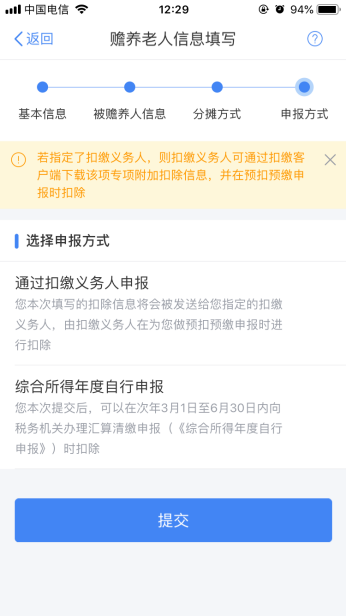 中国电信 12:29 94%
返回 赡养老人信息填写 ?
基本信息 被赡养人信息 分摊方式 申报方式
若指定了扣缴义务人，则扣缴义务人可通过扣缴客
户端下载该项专项附加扣除信息，并在预扣预缴申
报时扣除
选择申报方式
通过扣缴义务人申报
您本次填写的扣除信息将会被发送给您指定的扣缴
义务人，由扣缴义务人在为您做预扣预缴申报时进
行扣除
综合所得年度自行申报
您本次提交后，可以在次年3月1日至6月30日内向
税务机关办理汇算清缴申报（《综合所得年度自行
申报》）时扣除
提交